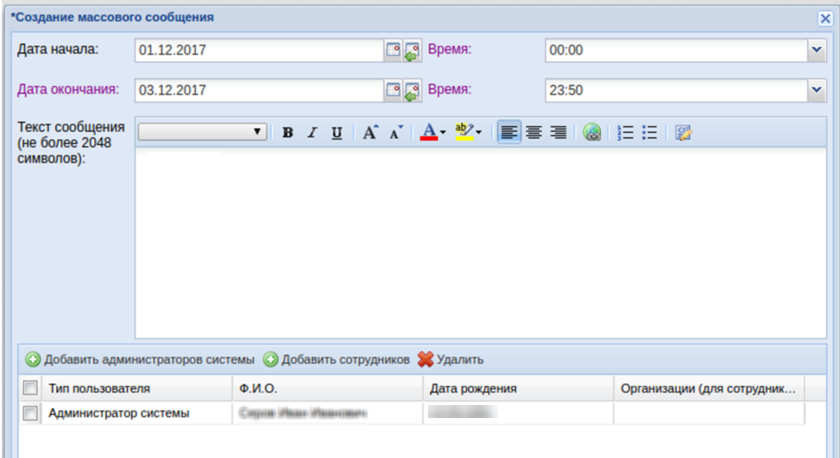 *Создание массового сообщения
Дата начала: 01.12.2017 Время: 00:00
Дата окончания: 03.12.2017 Время: 23:50
Текст сообщения
(не более 2048
символов):
B I U A A A ab
Добавить администраторов системы Добавить сотрудников Удалить
Тип пользователя Ф.И.О. Дата рождения Организации (для сотрудник...
Администратор системы